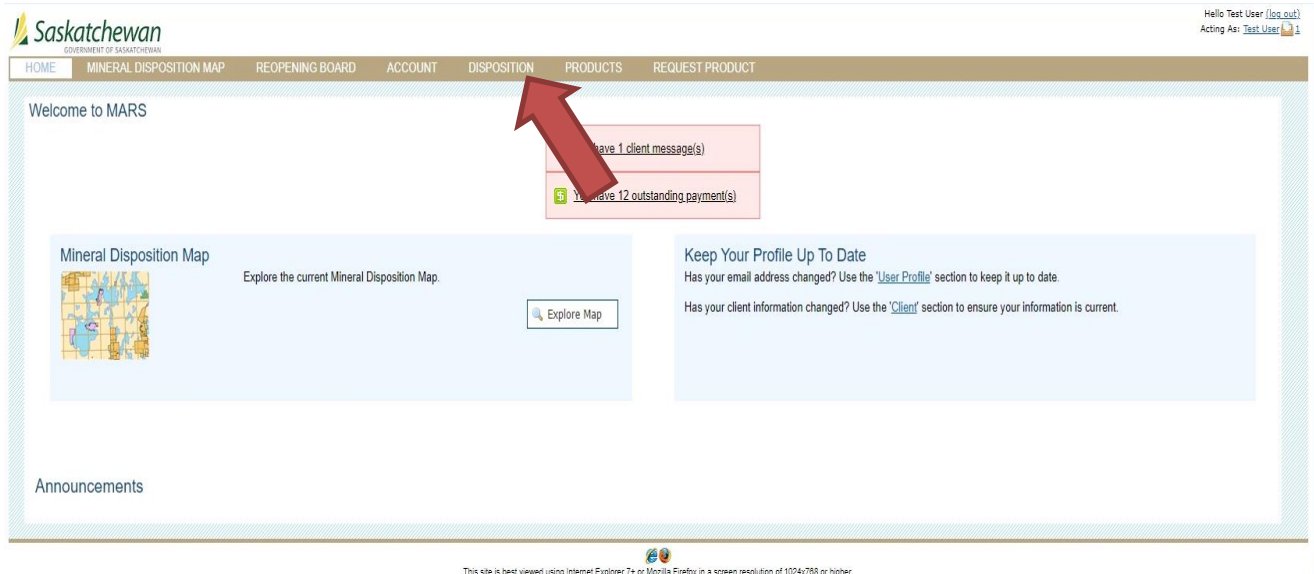 Hello Test User (log out)
Acting As: Test User 1
Saskatchewan
GOVERNMENT OF SASKATCHEWAN
HOME MINERAL DISPOSITION MAP REOPENING BOARD ACCOUNT DISPOSITION PRODUCTS REQUEST PRODUCT
Welcome to MARS
have 1 client message(s)
have 12 outstanding payment(s)
Mineral Disposition Map
Explore the current Mineral Disposition Map.
Explore Map
Keep Your Profile Up To Date
Has your email address changed? Use the 'User Profile' section to keep it up to date.
Has your client information changed? Use the 'Client' section to ensure your information is current.
Announcements
This site is best viewed using Internet Explorer 7+ or Mozilla Firefox in a screen resolution of 1024x768 or higher.